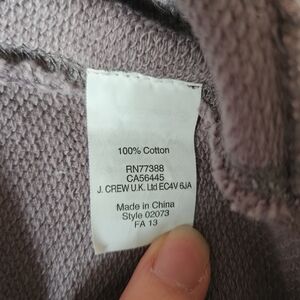 100% Cotton
RN77388
CA56445
J. CREW U.K. Ltd EC4V 6JA
Made in China
Style 02073
FA 13